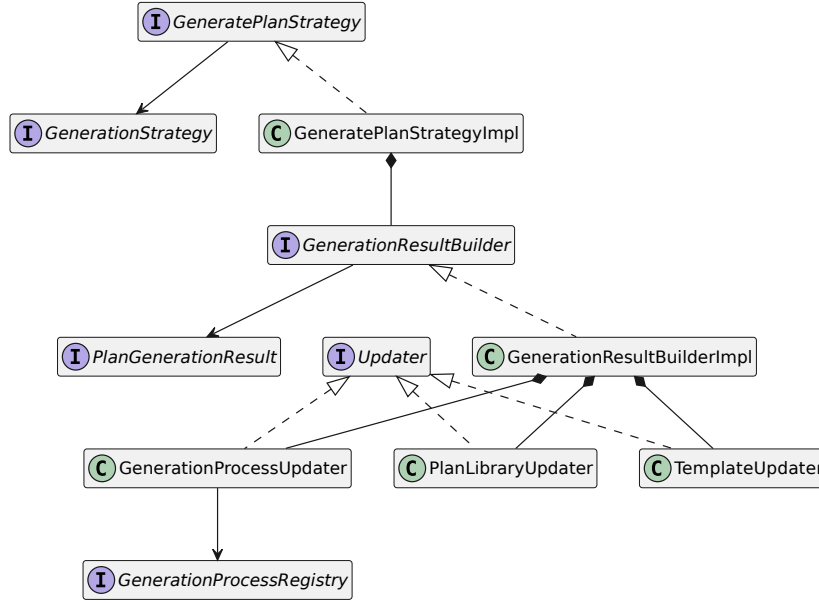 I GeneratePlanStrategy
I GenerationStrategy
C GeneratePlanStrategyImpl
I GenerationResultBuilder
I PlanGenerationResult
I Updater
C GenerationResultBuilderImpl
C GenerationProcessUpdater
C PlanLibraryUpdater
C TemplateUpdater
I GenerationProcessRegistry